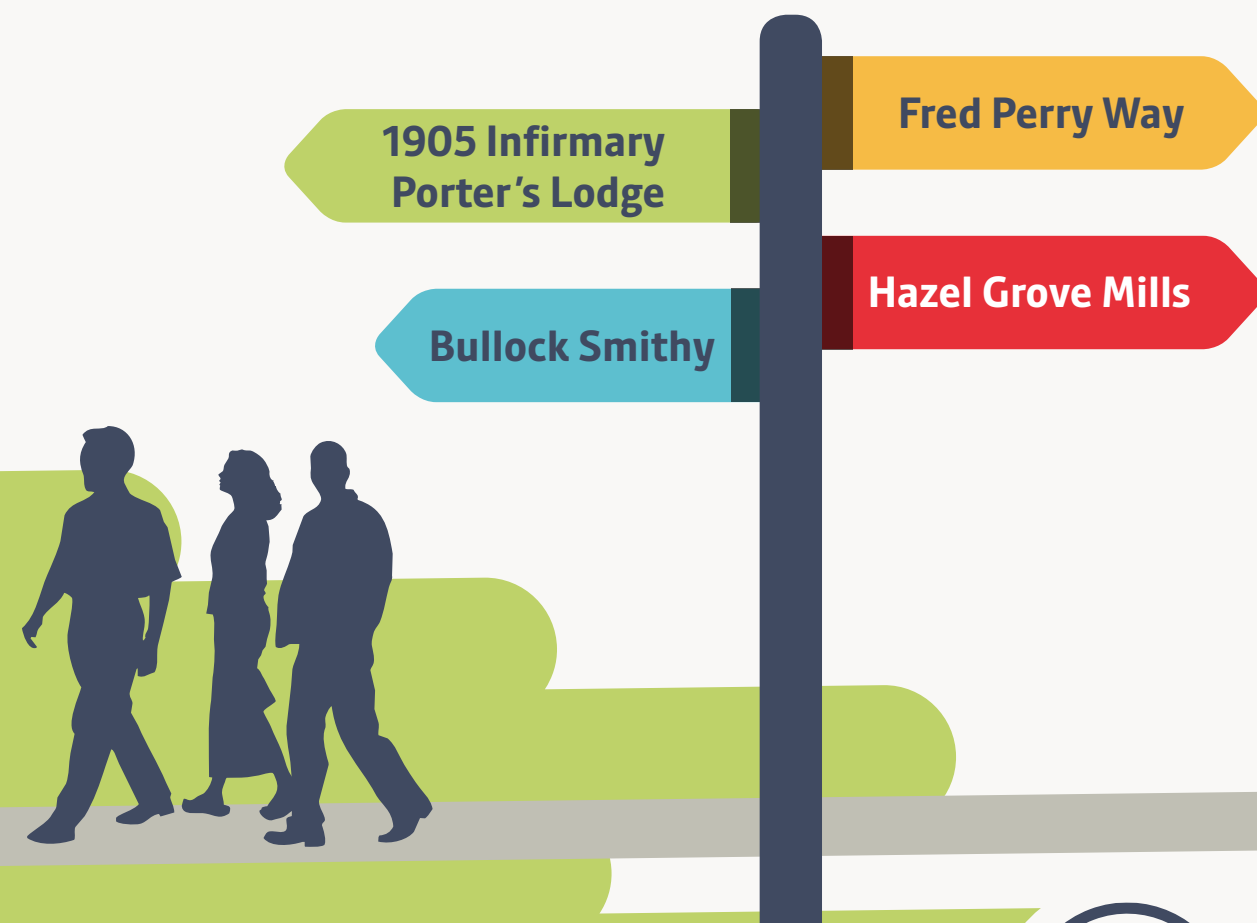 Fred Perry Way
1905 Infirmary
Porter’s Lodge
Hazel Grove Mills
Bullock Smithy